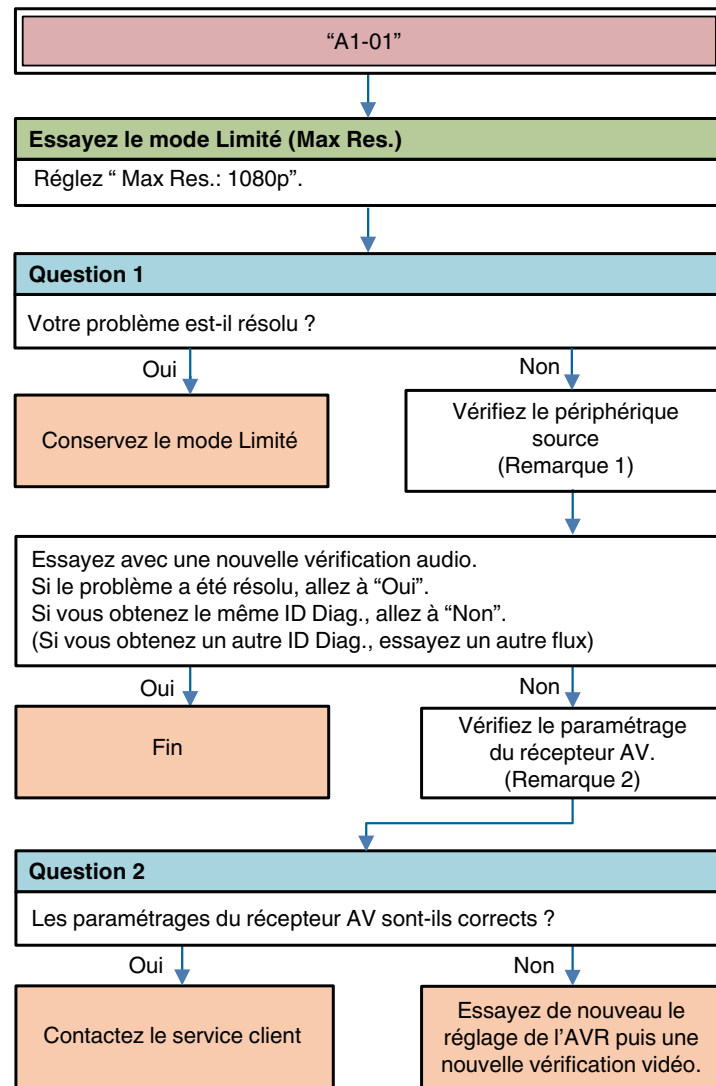 “A1-01”
Essayez le mode Limité (Max Res.)
Réglez “ Max Res.: 1080p”.
Question 1
Votre problème est-il résolu ?
Oui
Non
Conservez le mode Limité
Vérifiez le périphérique
source
(Remarque 1)
Essayez avec une nouvelle vérification audio.
Si le problème a été résolu, allez à “Oui”.
Si vous obtenez le même ID Diag., allez à “Non”.
(Si vous obtenez un autre ID Diag., essayez un autre flux)
Oui
Non
Fin
Vérifiez le paramétrage
du récepteur AV.
(Remarque 2)
Question 2
Les paramétrages du récepteur AV sont-ils corrects ?
Oui
Non
Contactez le service client
Essayez de nouveau le
réglage de l’AVR puis une
nouvelle vérification vidéo.